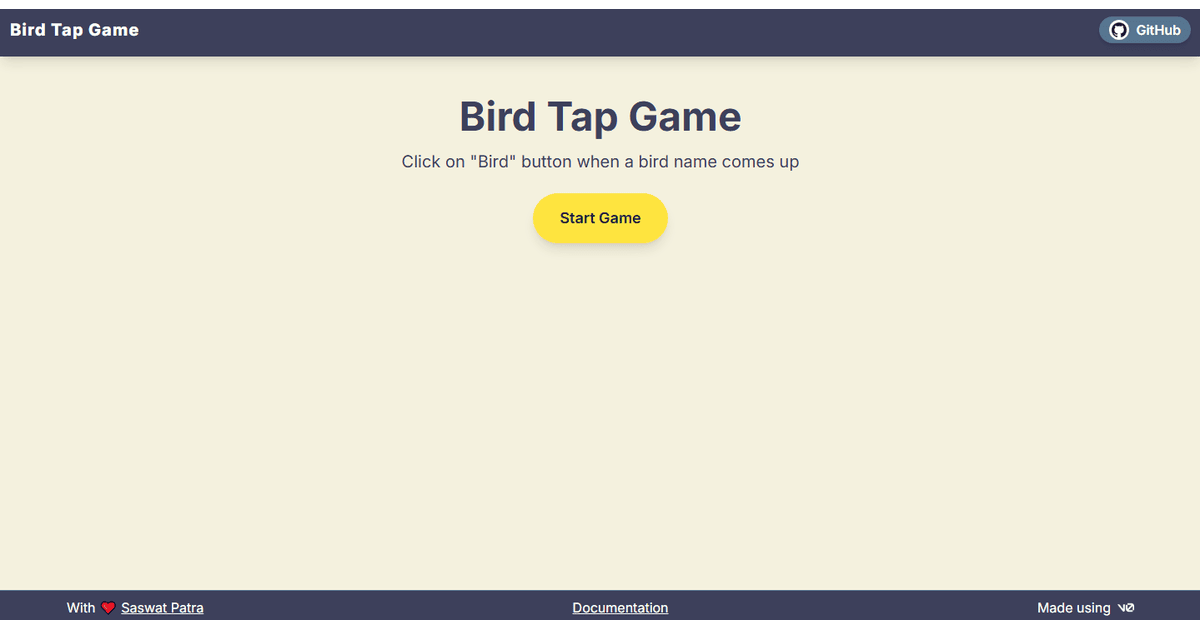 Bird Tap Game
GitHub
Bird Tap Game
Click on "Bird" button when a bird name comes up
Start Game
With ❤️ Saswat Patra
Documentation
Made using v0